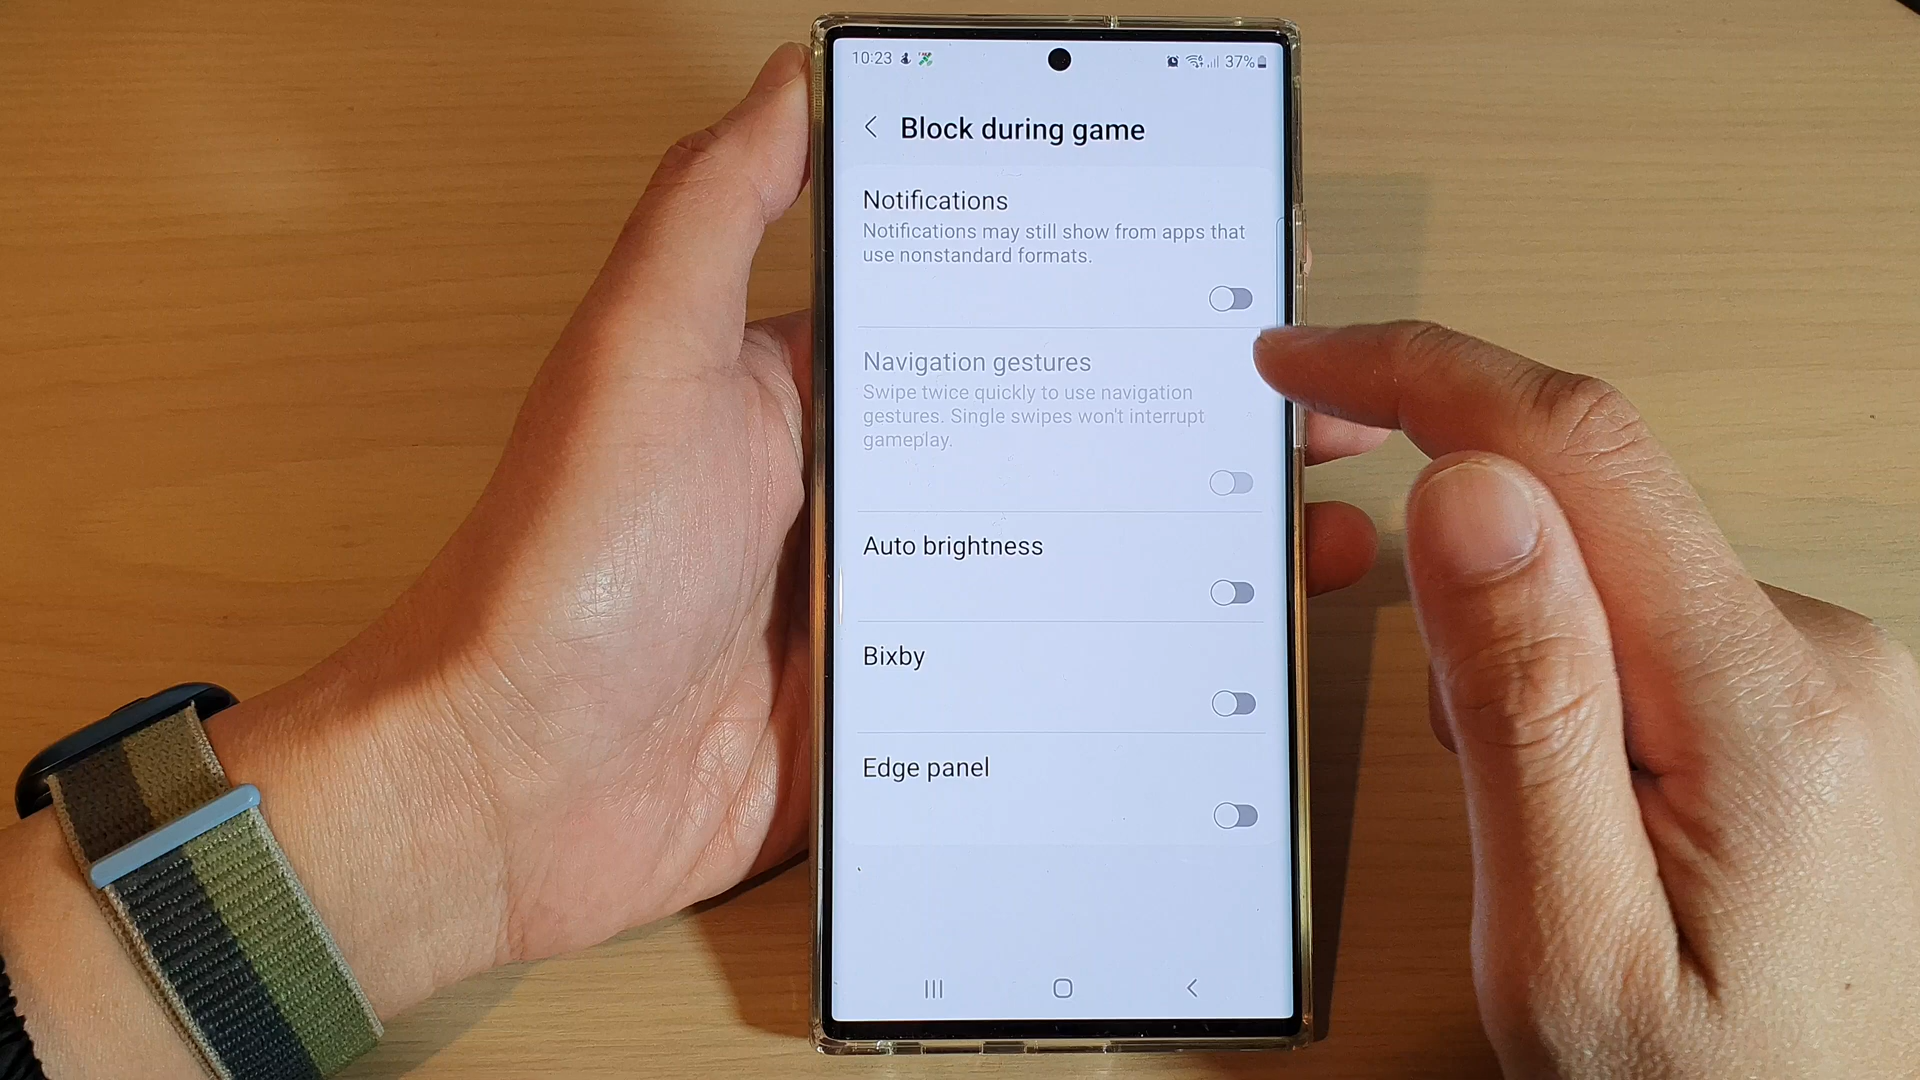 10:23
37%
Block during game
Notifications
Notifications may still show from apps that
use nonstandard formats.
Navigation gestures
Swipe twice quickly to use navigation
gestures. Single swipes won't interrupt
gameplay.
Auto brightness
Bixby
Edge panel